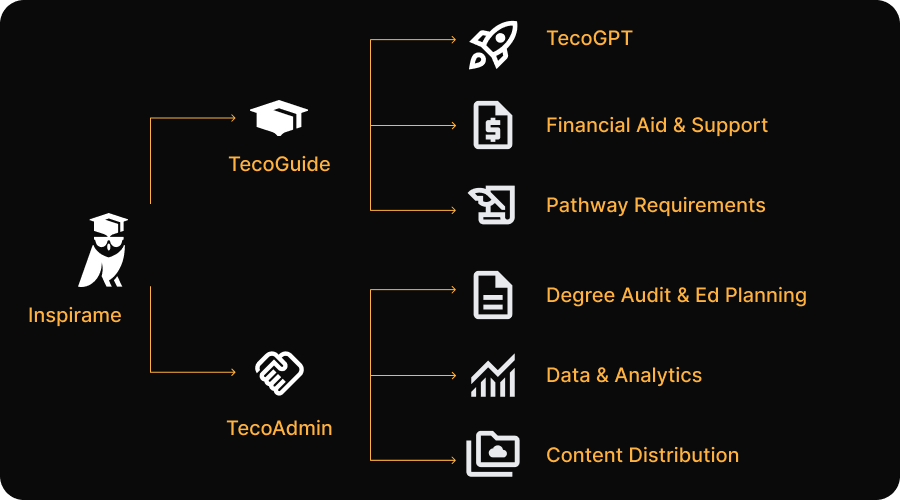 Inspirame
TecoGuide
TecoGPT
Financial Aid & Support
Pathway Requirements
TecoAdmin
Degree Audit & Ed Planning
Data & Analytics
Content Distribution